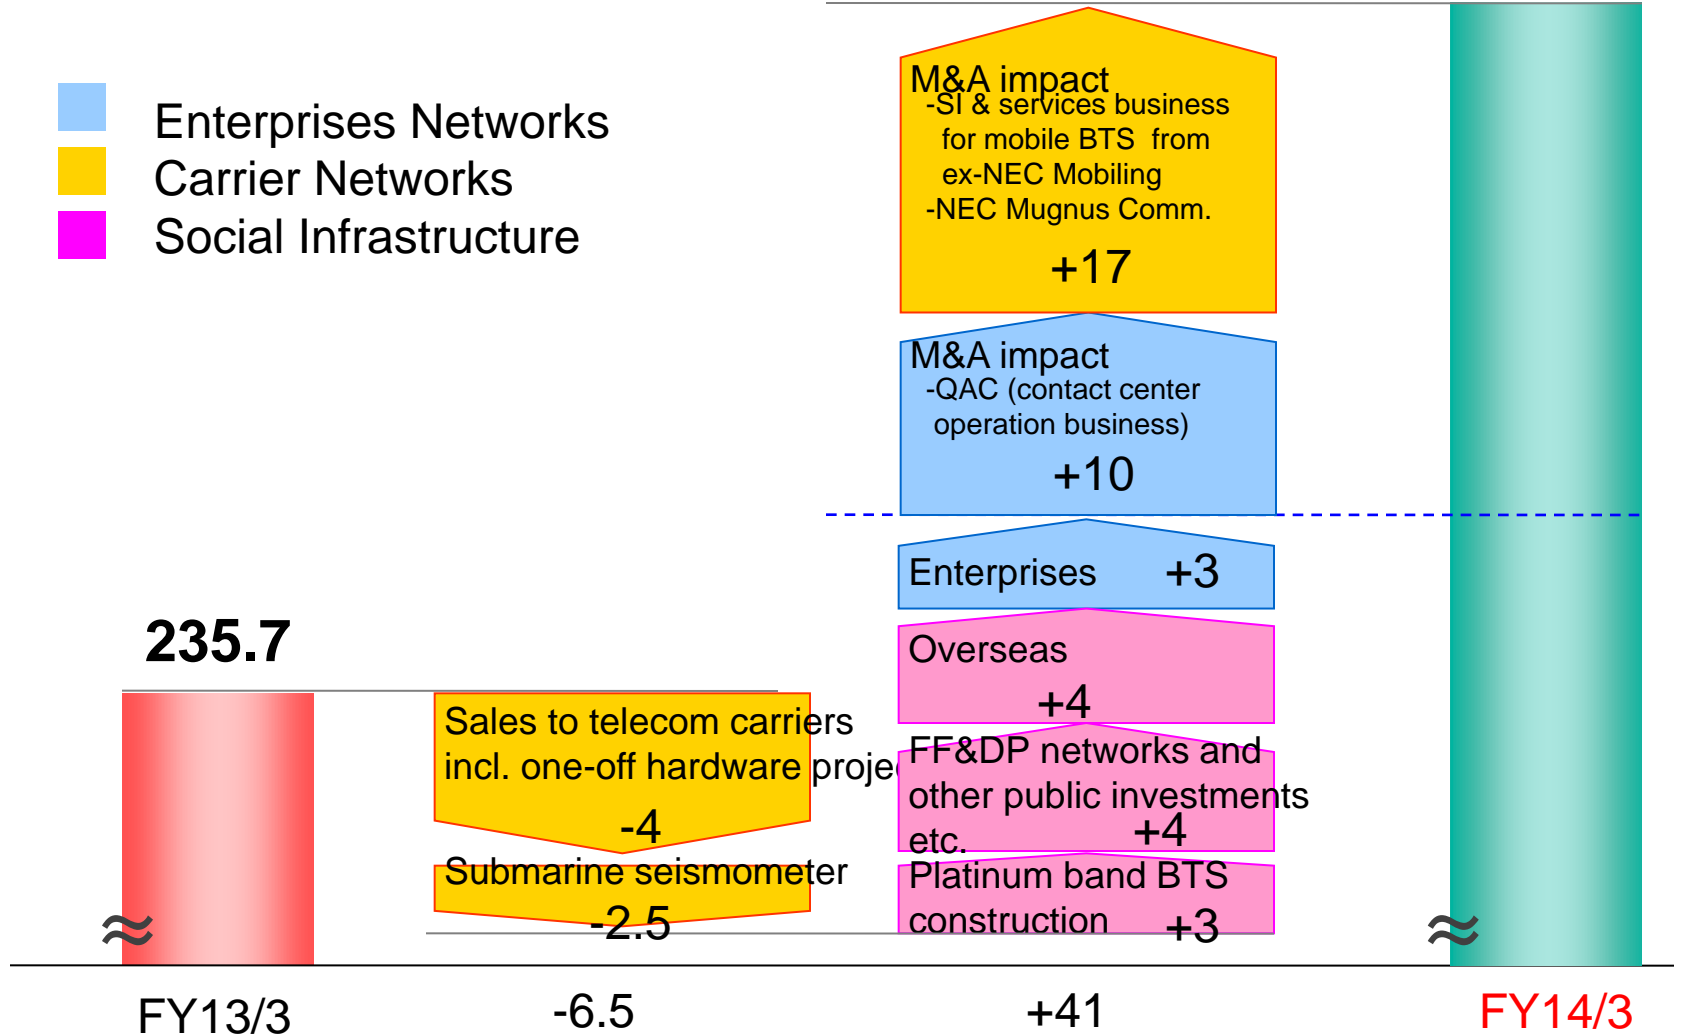 Enterprises Networks
Carrier Networks
Social Infrastructure
M&A impact
-SI & services business
for mobile BTS from
ex-NEC Mobiling
-NEC Mugnus Comm.
+17
M&A impact
-QAC (contact center
operation business)
+10
Enterprises +3
Overseas
+4
FF&DP networks and
other public investments
etc. +4
Platinum band BTS
construction +3
235.7
Sales to telecom carriers
incl. one-off hardware proje
-4
Submarine seismometer
-2.5
≈ ≈
FY13/3 -6.5 +41 FY14/3